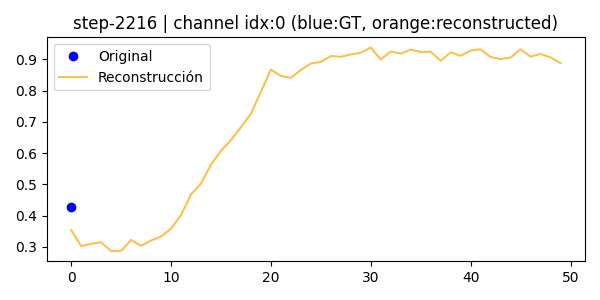 step-2216 | channel idx:0 (blue:GT, orange:reconstructed)
Original
Reconstrucción
0.9
0.8
0.7
0.6
0.5
0.4
0.3
0 10 20 30 40 50